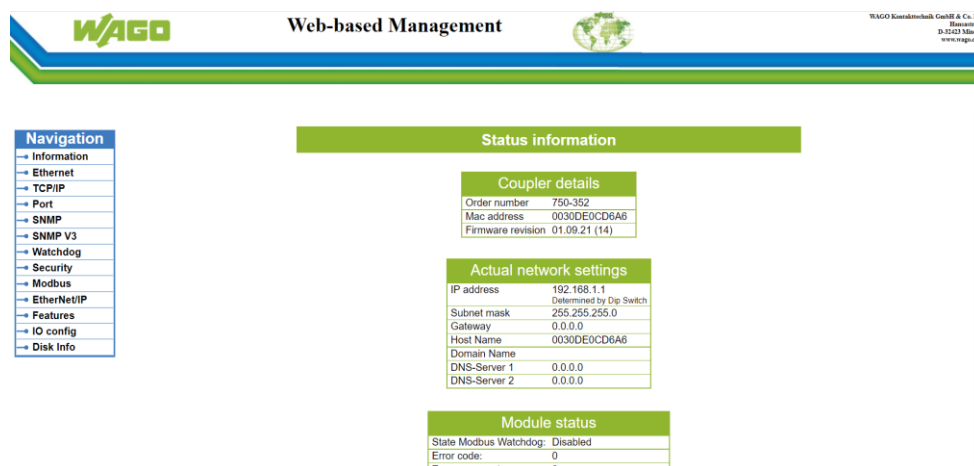 WAGO
Web-based Management
WAGO Kontakttechnik GmbH & Co.
D-32423
www.wago.
Navigation
Information
Ethernet
TCP/IP
Port
SNMP
SNMP V3
Watchdog
Security
Modbus
EtherNet/IP
Features
IO config
Disk Info
Status information
Coupler details
Order number 750-352
Mac address 0030DE0CD6A6
Firmware revision 01.09.21 (14)
Actual network settings
IP address 192.168.1.1
Determined by Dip Switch
Subnet mask 255.255.255.0
Gateway 0.0.0.0
Host Name 0030DE0CD6A6
Domain Name
DNS-Server 1 0.0.0.0
DNS-Server 2 0.0.0.0
Module status
State Modbus Watchdog: Disabled
Error code: 0